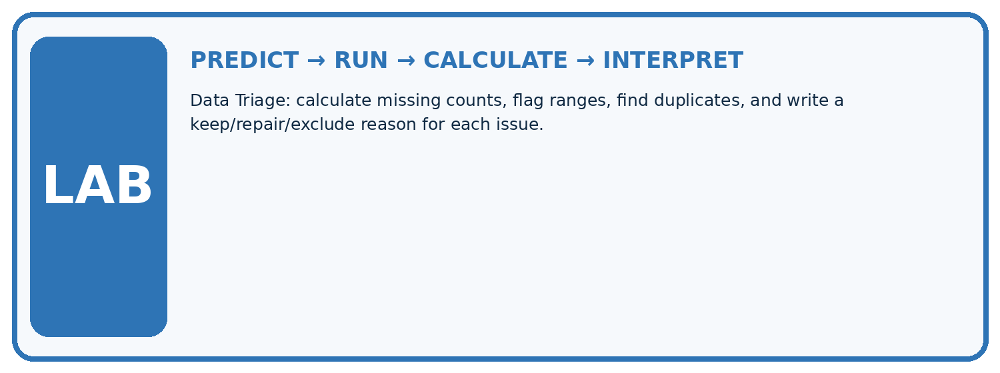 LAB
PREDICT → RUN → CALCULATE → INTERPRET
Data Triage: calculate missing counts, flag ranges, find duplicates, and write a
keep/repair/exclude reason for each issue.